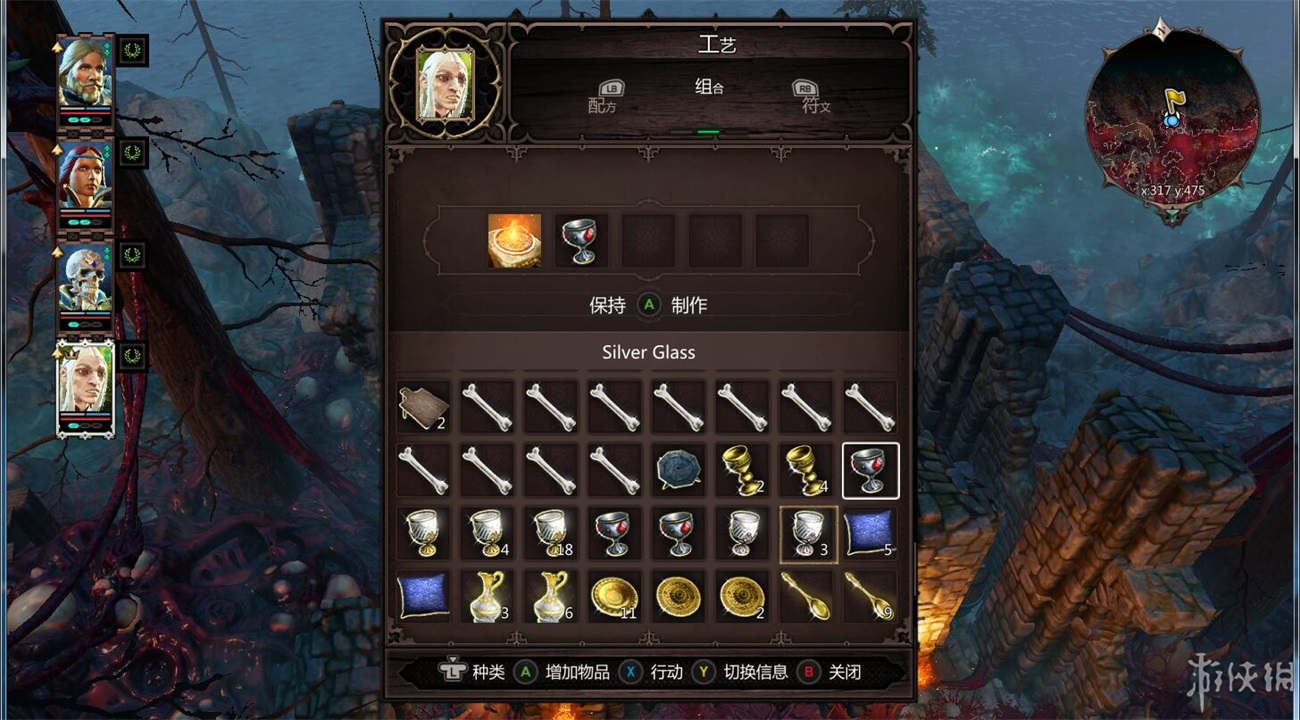 工艺
LB 组合 RB
配方 符文
N
x:317 y:475
保持 A 制作
Silver Glass
2
2 4
4 18 3 5
3 6 11 2 9
L 种类 A 增加物品 X 行动 Y 切换信息 B 关闭
游侠网